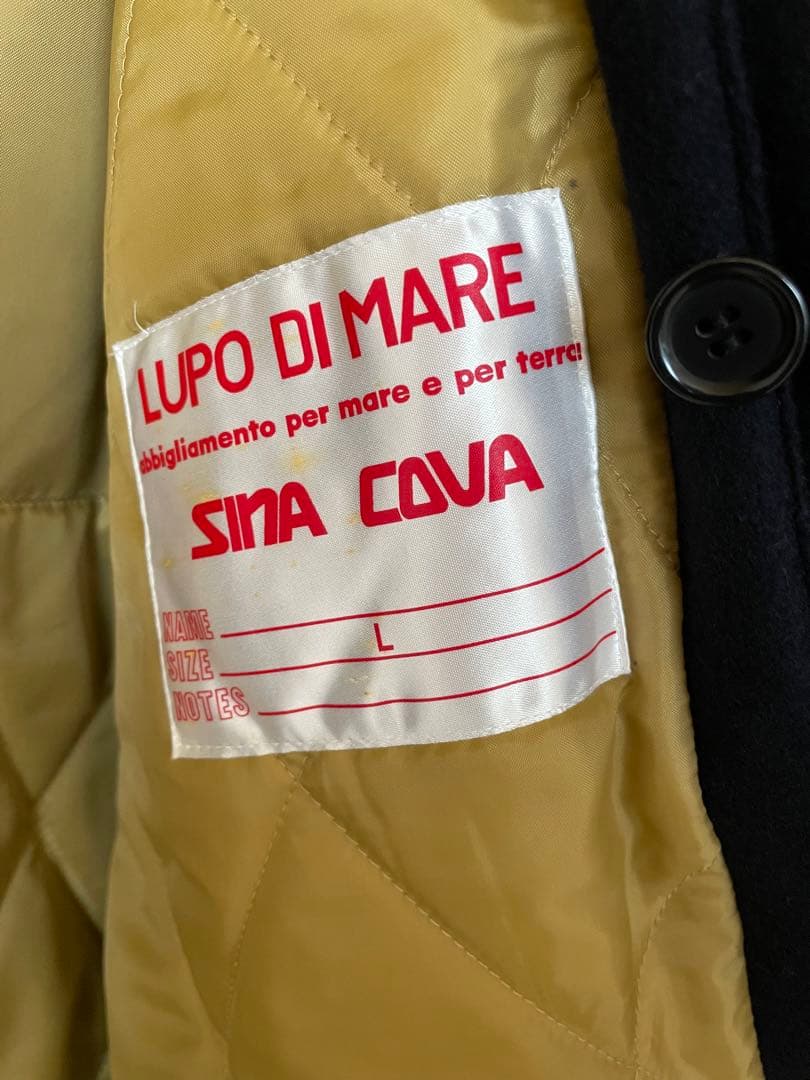 LUPO DI MARE
abbigliamento per mare e per terra!
SINA COVA
NAME
SIZE L
NOTES